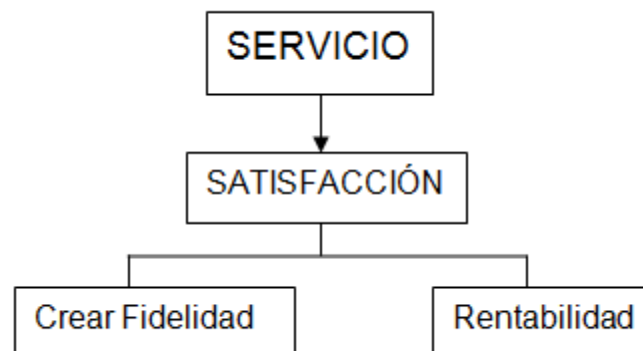 SERVICIO
SATISFACCIÓN
Crear Fidelidad
Rentabilidad